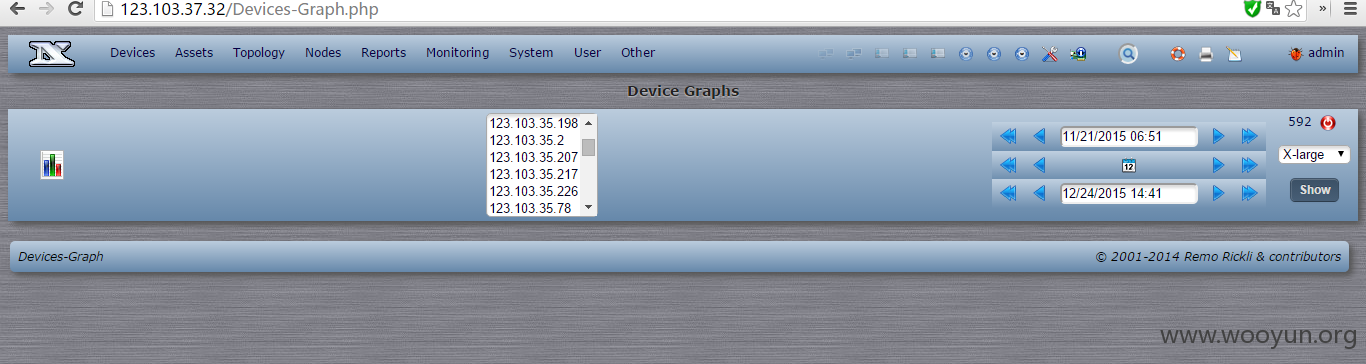 123.103.37.32/Devices-Graph.php
Devices Assets Topology Nodes Reports Monitoring System User Other admin
Device Graphs
123.103.35.198
123.103.35.2
123.103.35.207
123.103.35.217
123.103.35.226
123.103.35.78
11/21/2015 06:51
12
12/24/2015 14:41
592
X-large
Show
Devices-Graph © 2001-2014 Remo Rickli & contributors
www.wooyun.org